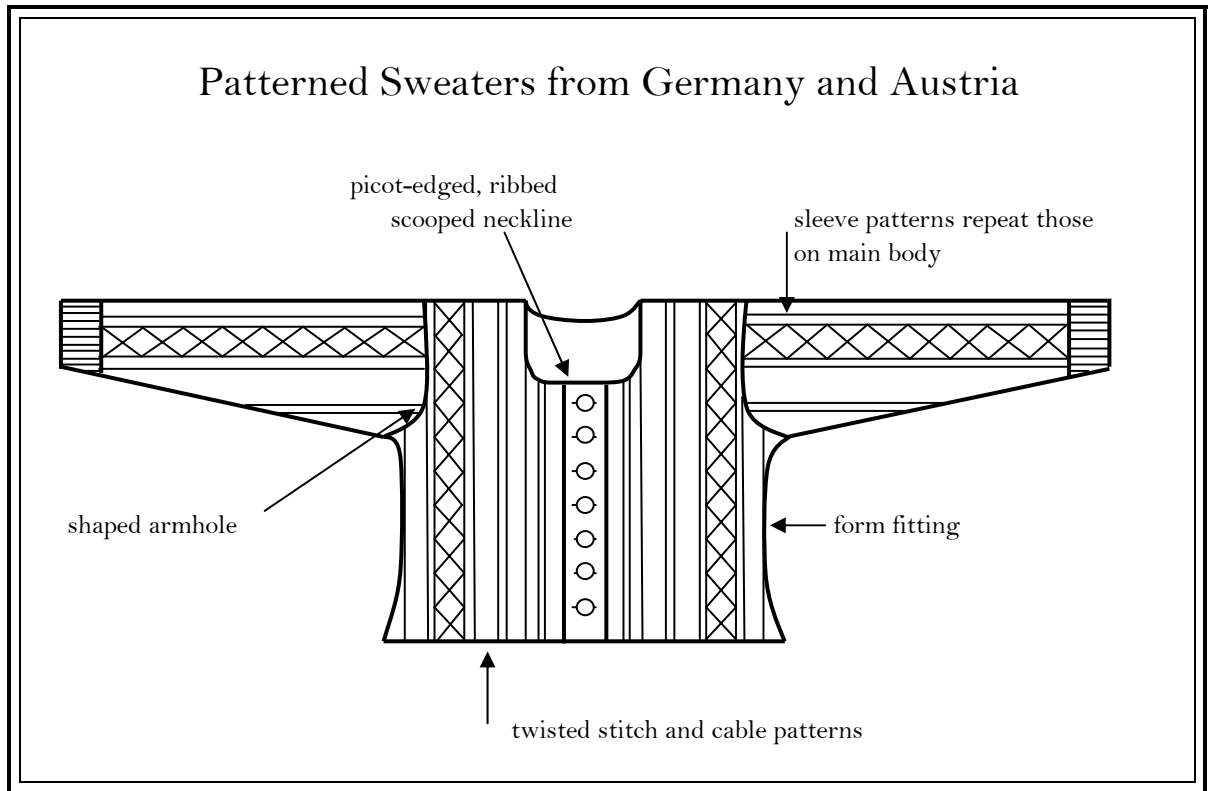 Patterned Sweaters from Germany and Austria
picot-edged, ribbed
scooped neckline
sleeve patterns repeat those
on main body
shaped armhole
form fitting
twisted stitch and cable patterns